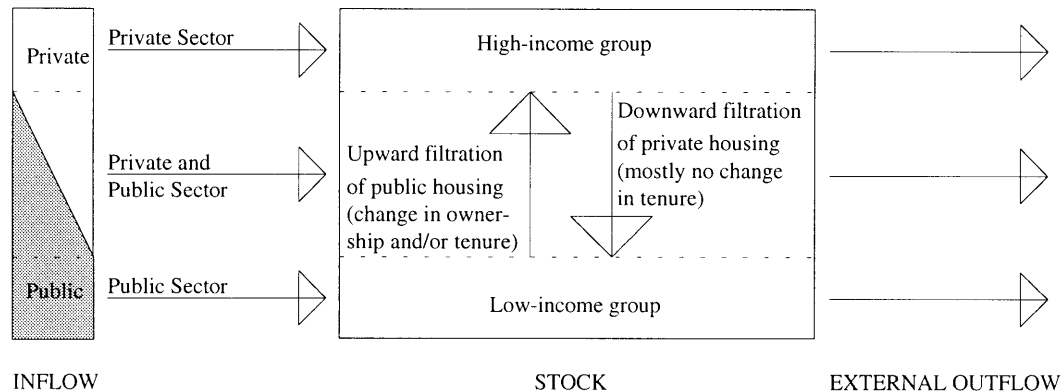 Private
Public
Private Sector
Private and
Public Sector
Public Sector
High-income group
Upward filtration
of public housing
(change in owner-
ship and/or tenure)
Downward filtration
of private housing
(mostly no change
in tenure)
Low-income group
INFLOW
STOCK
EXTERNAL OUTFLOW